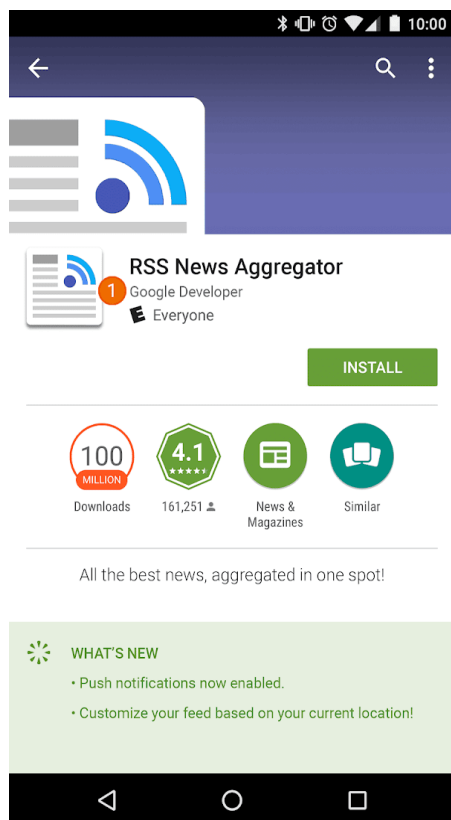 10:00
RSS News Aggregator
1
Google Developer
E Everyone
INSTALL
100
MILLION
4.1
Downloads
161,251
News &
Magazines
Similar
All the best news, aggregated in one spot!
WHAT'S NEW
• Push notifications now enabled.
• Customize your feed based on your current location!